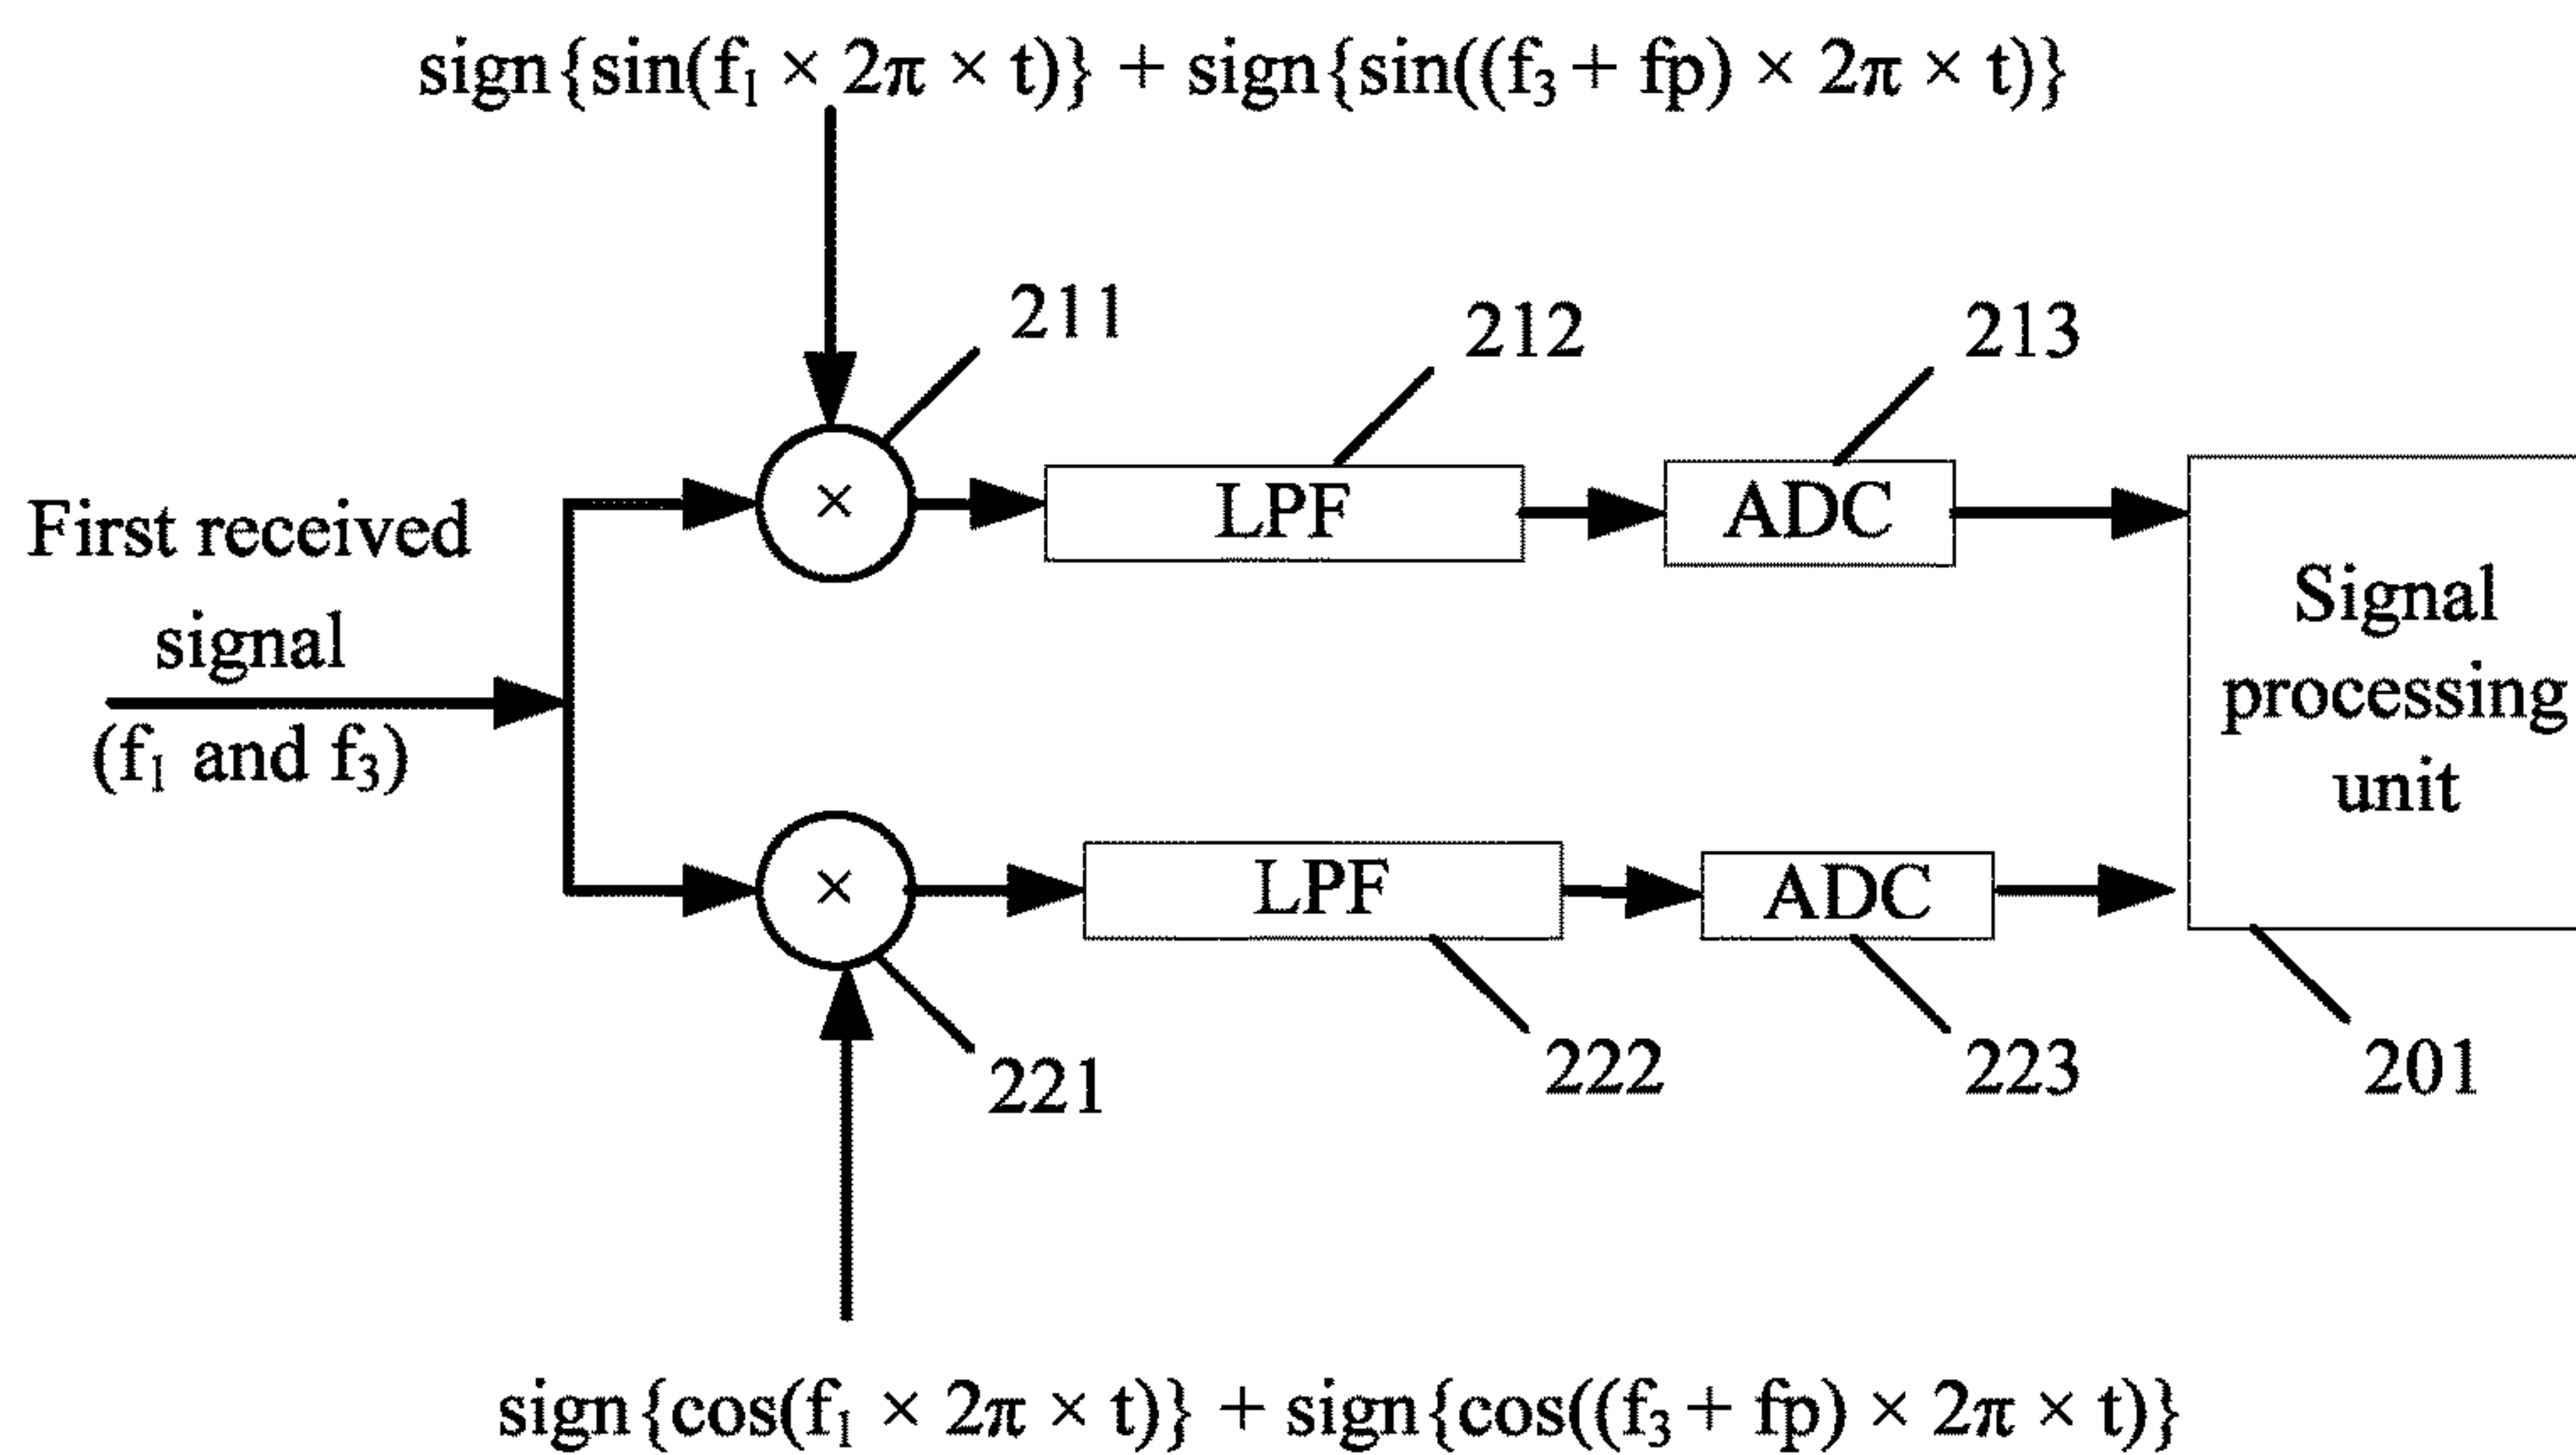 sign{sin(f₁ × 2π × t)} + sign{sin((f₃ + fp) × 2π × t)}
211
212
213
First received
signal
(f₁ and f₃)
×
LPF
ADC
Signal
processing
unit
×
LPF
ADC
221
222
223
201
sign{cos(f₁ × 2π × t)} + sign{cos((f₃ + fp) × 2π × t)}